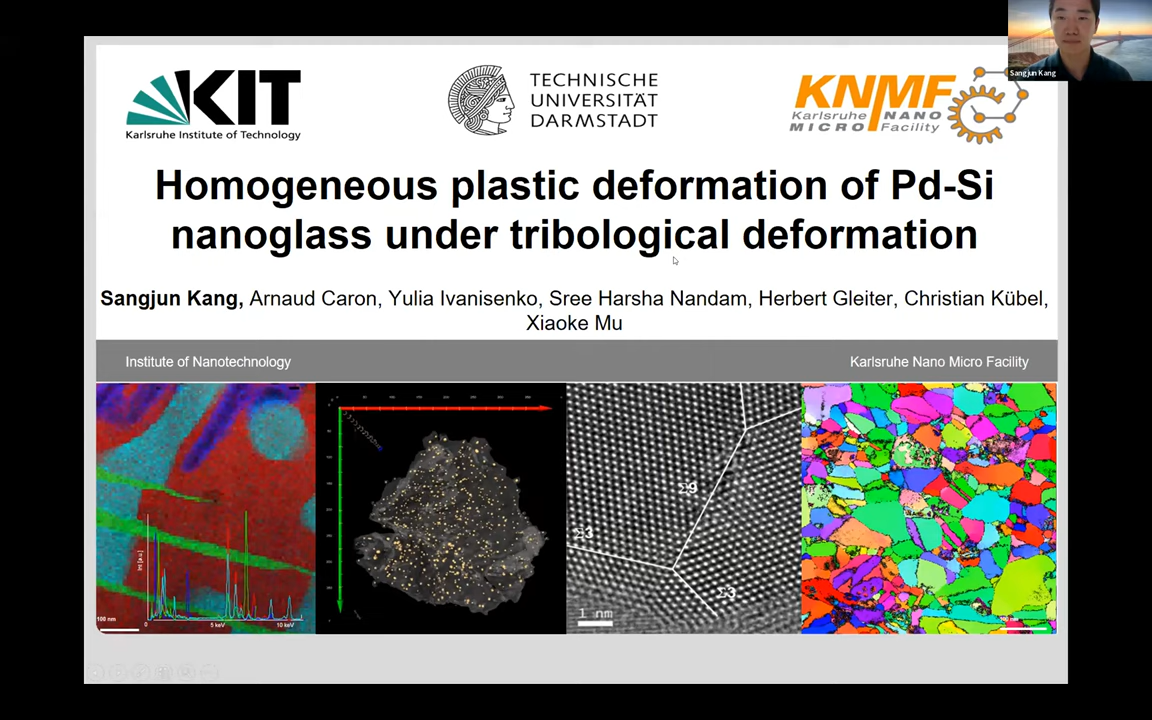 Sangjun Kang
KIT
Karlsruhe Institute of Technology
TECHNISCHE
UNIVERSITÄT
DARMSTADT
KNMF
Karlsruhe NANO
MICRO Facility
Homogeneous plastic deformation of Pd-Si
nanoglass under tribological deformation
Sangjun Kang, Arnaud Caron, Yulia Ivanisenko, Sree Harsha Nandam, Herbert Gleiter, Christian Kübel,
Xiaoke Mu
Institute of Nanotechnology
Karlsruhe Nano Micro Facility
100 nm
Int [a.u.]
0
5 keV
10 keV
Σ9
Σ3
Σ3
1 nm